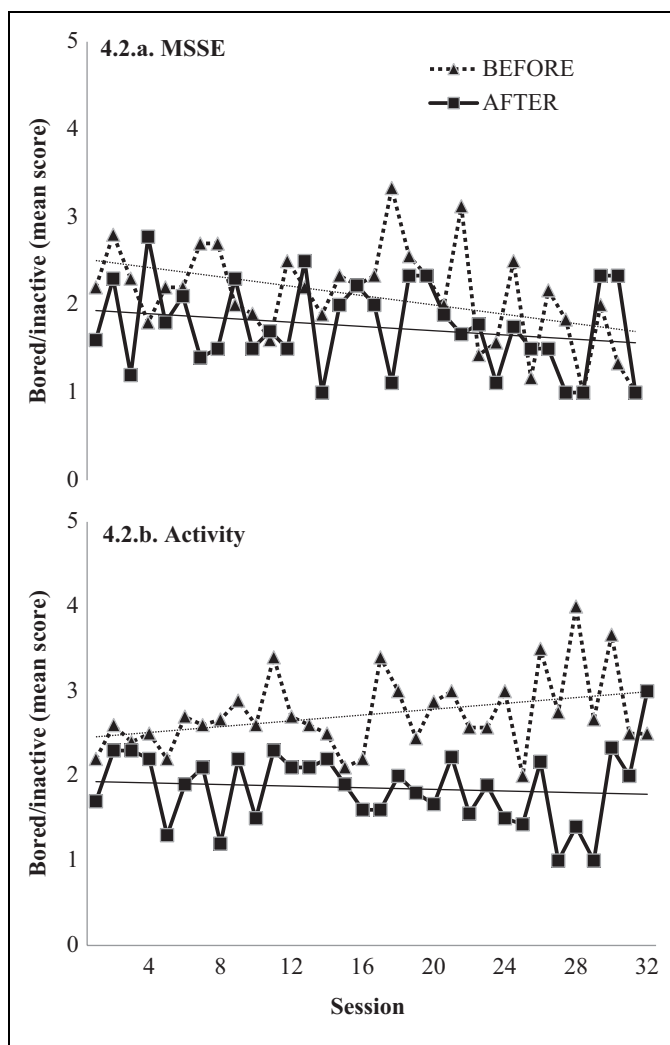 5
4.2.a. MSSE
BEFORE
AFTER
4
3
2
1
0
Bored/inactive (mean score)
5
4.2.b. Activity
4
3
2
1
0
Bored/inactive (mean score)
4 8 12 16 20 24 28 32
Session